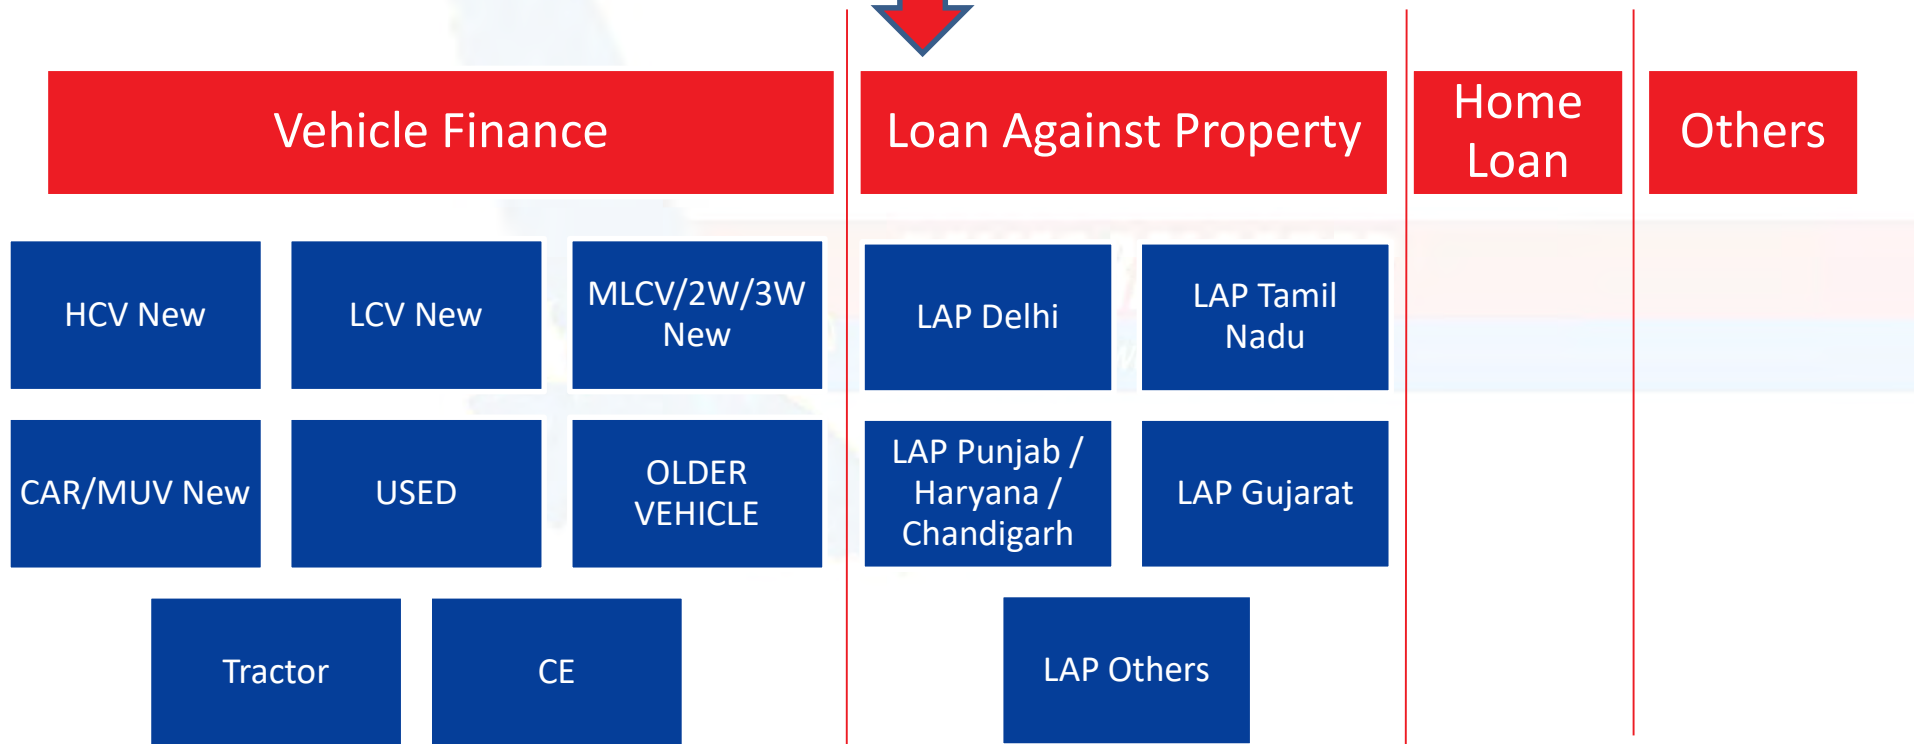 Vehicle Finance
Loan Against Property
Home
Loan
Others
HCV New
LCV New
MLCV/2W/3W
New
LAP Delhi
LAP Tamil
Nadu
CAR/MUV New
USED
OLDER
VEHICLE
LAP Punjab /
Haryana /
Chandigarh
LAP Gujarat
Tractor
CE
LAP Others